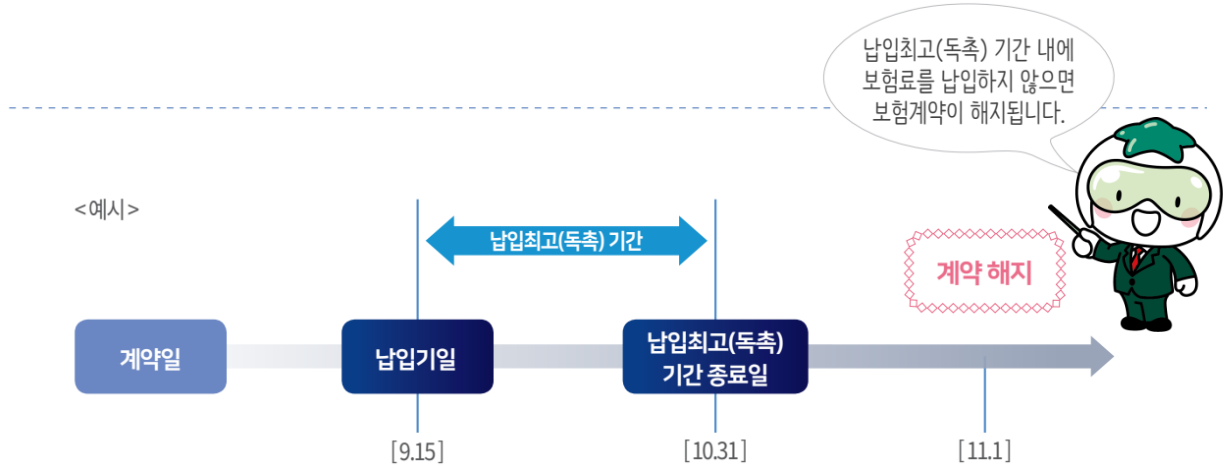 납입최고(독촉) 기간 내에
보험료를 납입하지 않으면
보험계약이 해지됩니다.
<예시>
납입최고(독촉) 기간
계약 해지
계약일
납입기일
납입최고(독촉)
기간 종료일
[9.15]
[10.31]
[11.1]